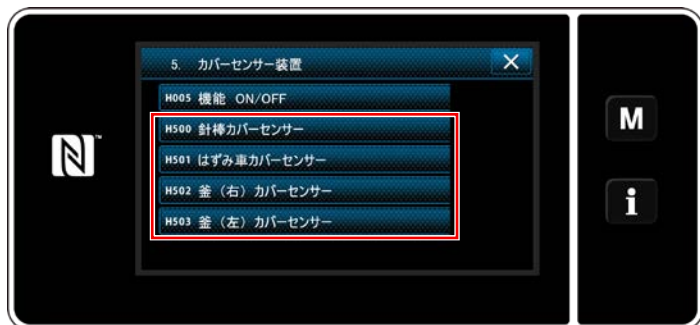 5. カバーセンサー装置
H005 機能 ON/OFF
H500 針棒カバーセンサー
H501 はずみ車カバーセンサー
H502 釜（右）カバーセンサー
H503 釜（左）カバーセンサー
M
i